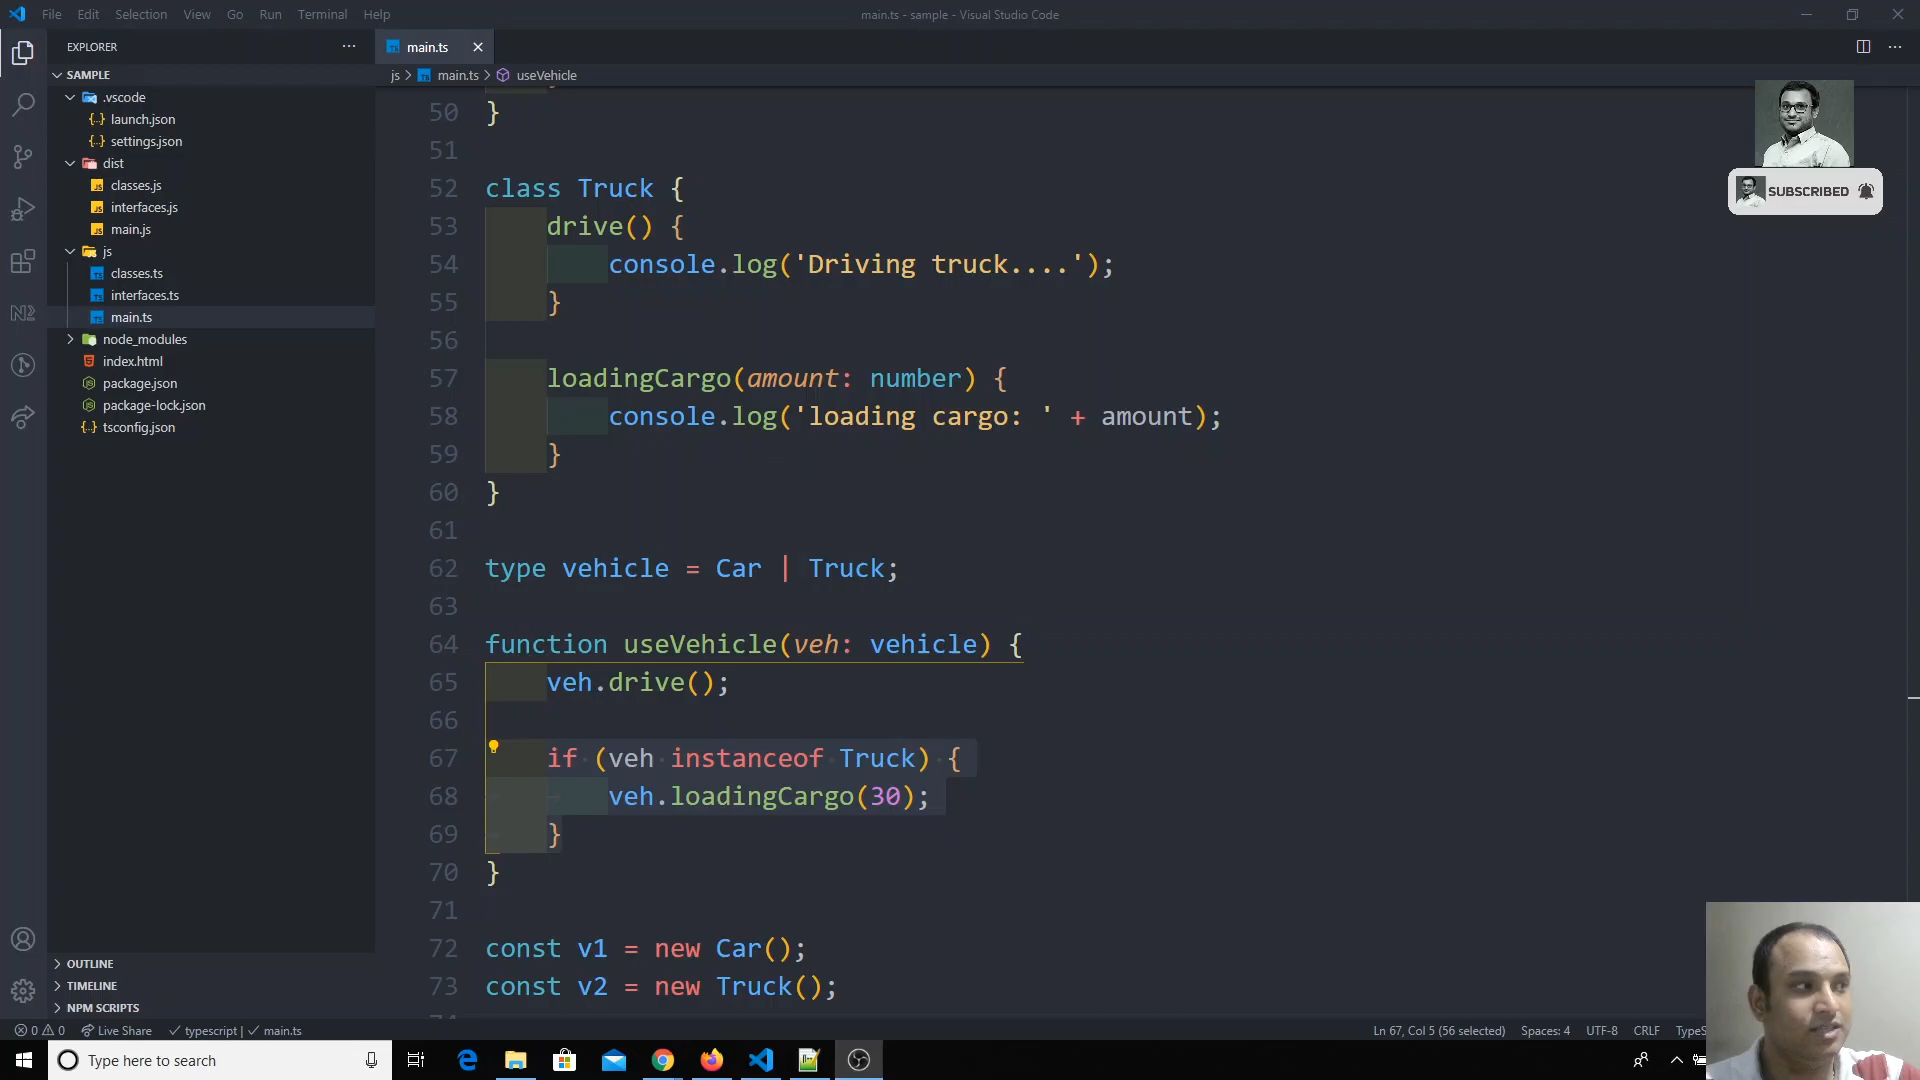 File Edit Selection View Go Run Terminal Help
main.ts - sample - Visual Studio Code
EXPLORER
SAMPLE
.vscode
launch.json
settings.json
dist
classes.js
interfaces.js
main.js
js
classes.ts
interfaces.ts
main.ts
node_modules
index.html
package.json
package-lock.json
tsconfig.json
OUTLINE
TIMELINE
NPM SCRIPTS
main.ts
js > main.ts > useVehicle
SUBSCRIBED
50 }
51
52 class Truck {
53 drive() {
54 console.log('Driving truck....');
55 }
56
57 loadingCargo(amount: number) {
58 console.log('loading cargo: ' + amount);
59 }
60 }
61
62 type vehicle = Car | Truck;
63
64 function useVehicle(veh: vehicle) {
65 veh.drive();
66
67 if (veh instanceof Truck) {
68 veh.loadingCargo(30);
69 }
70 }
71
72 const v1 = new Car();
73 const v2 = new Truck();
0 0 Live Share typescript | main.ts
Ln 67, Col 5 (56 selected) Spaces: 4 UTF-8 CRLF TypeS
Type here to search